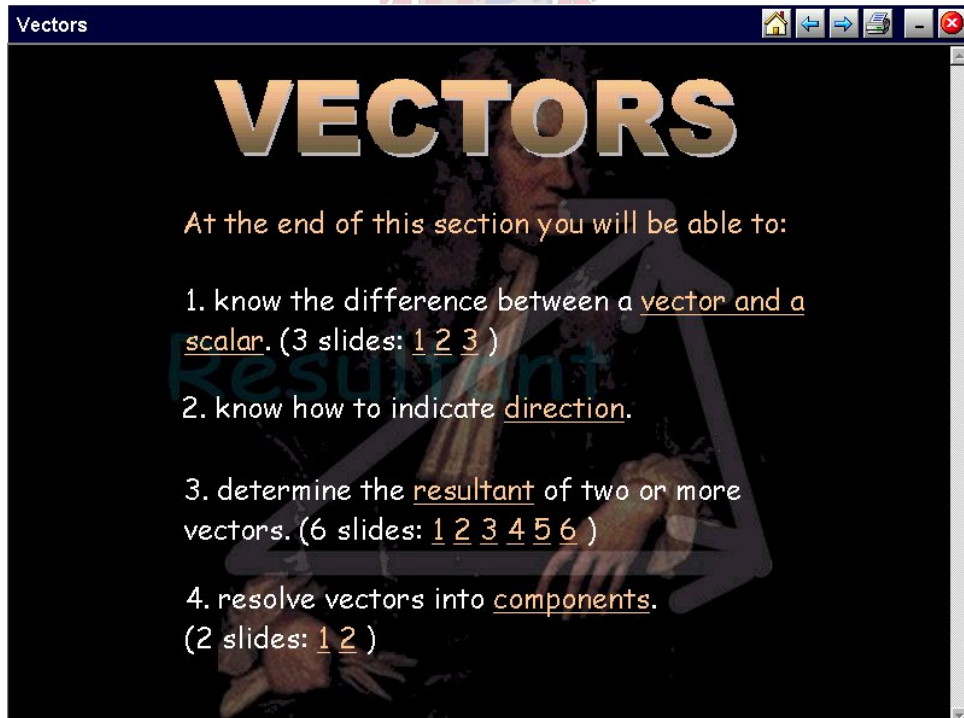 Vectors
VECTORS
At the end of this section you will be able to:
1. know the difference between a vector and a
scalar. (3 slides: 1 2 3 )
Resultant
2. know how to indicate direction.
3. determine the resultant of two or more
vectors. (6 slides: 1 2 3 4 5 6 )
4. resolve vectors into components.
(2 slides: 1 2 )